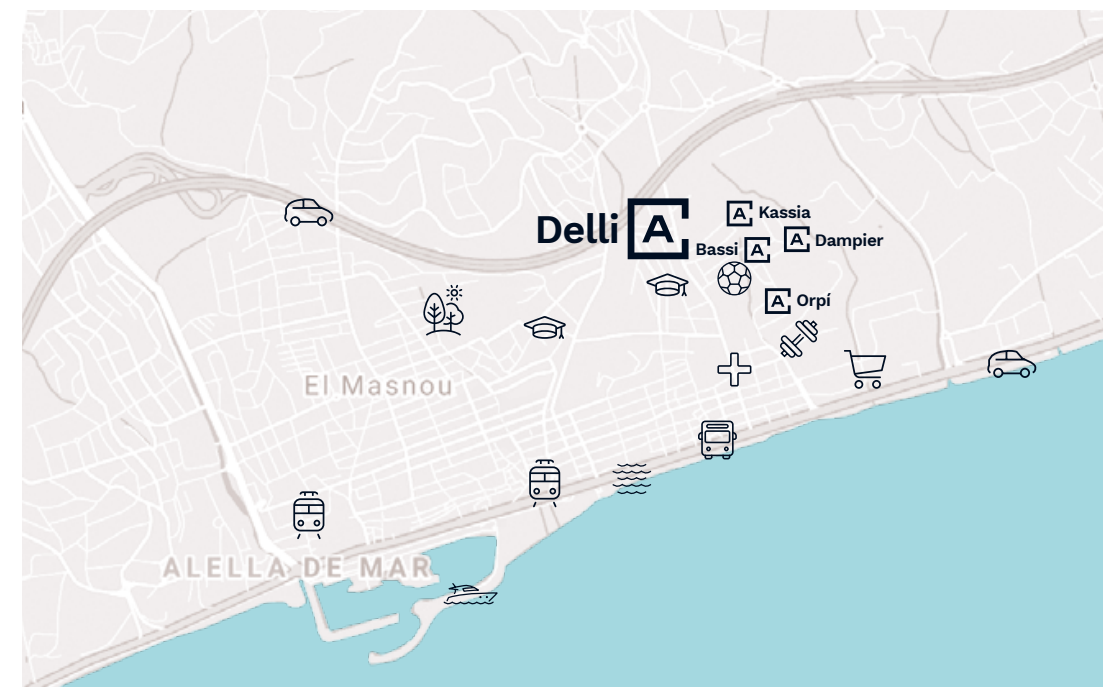 Delli A
A Kassia
Bassi A
A Dampier
A Orpí
El Masnou
ALELLA DE MAR